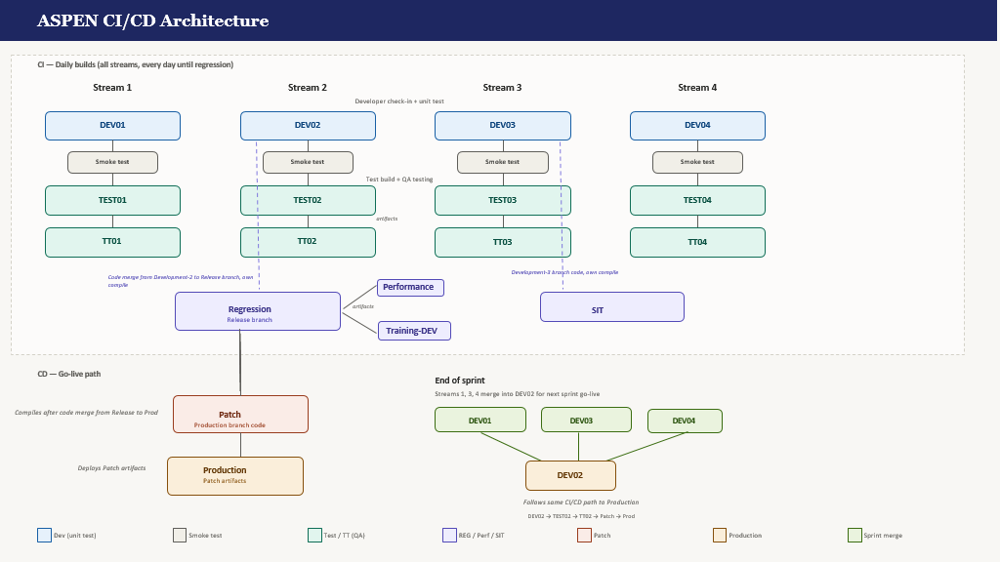 ASPEN CI/CD Architecture
CI — Daily builds (all streams, every day until regression)
Stream 1
Stream 2
Stream 3
Stream 4
Developer check-in + unit test
DEV01
DEV02
DEV03
DEV04
Smoke test
Smoke test
Smoke test
Smoke test
Test build + QA testing
TEST01
TEST02
TEST03
TEST04
artifacts
TT01
TT02
TT03
TT04
Code merge from Development-2 to Release branch, own
compile
Development-3 branch code, own compile
Performance
Regression
Release branch
artifacts
SIT
Training-DEV
CD — Go-live path
End of sprint
Streams 1, 3, 4 merge into DEV02 for next sprint go-live
Compiles after code merge from Release to Prod
Patch
Production branch code
DEV01
DEV03
DEV04
Deploys Patch artifacts
Production
Patch artifacts
DEV02
Follows same CI/CD path to Production
DEV02 → TEST02 → TT02 → Patch → Prod
Dev (unit test)
Smoke test
Test / TT (QA)
REG / Perf / SIT
Patch
Production
Sprint merge